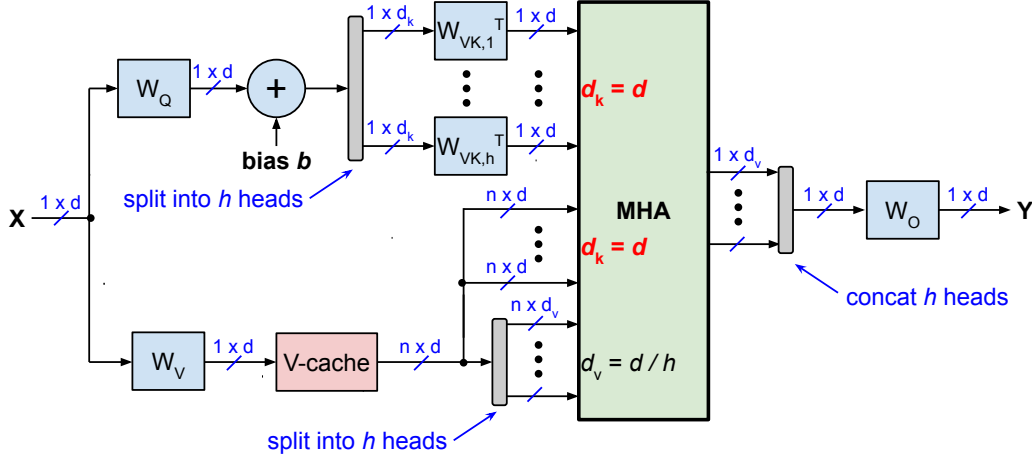 1 x d_k
W_VK,1^T
1 x d
1 x d
W_Q
+
d_k = d
1 x d_k
W_VK,h^T
1 x d
bias b
split into h heads
1 x d_v
1 x d
X
n x d
MHA
1 x d
W_O
1 x d
Y
d_k = d
n x d
concat h heads
n x d_v
W_V
1 x d
V-cache
n x d
d_v = d / h
split into h heads